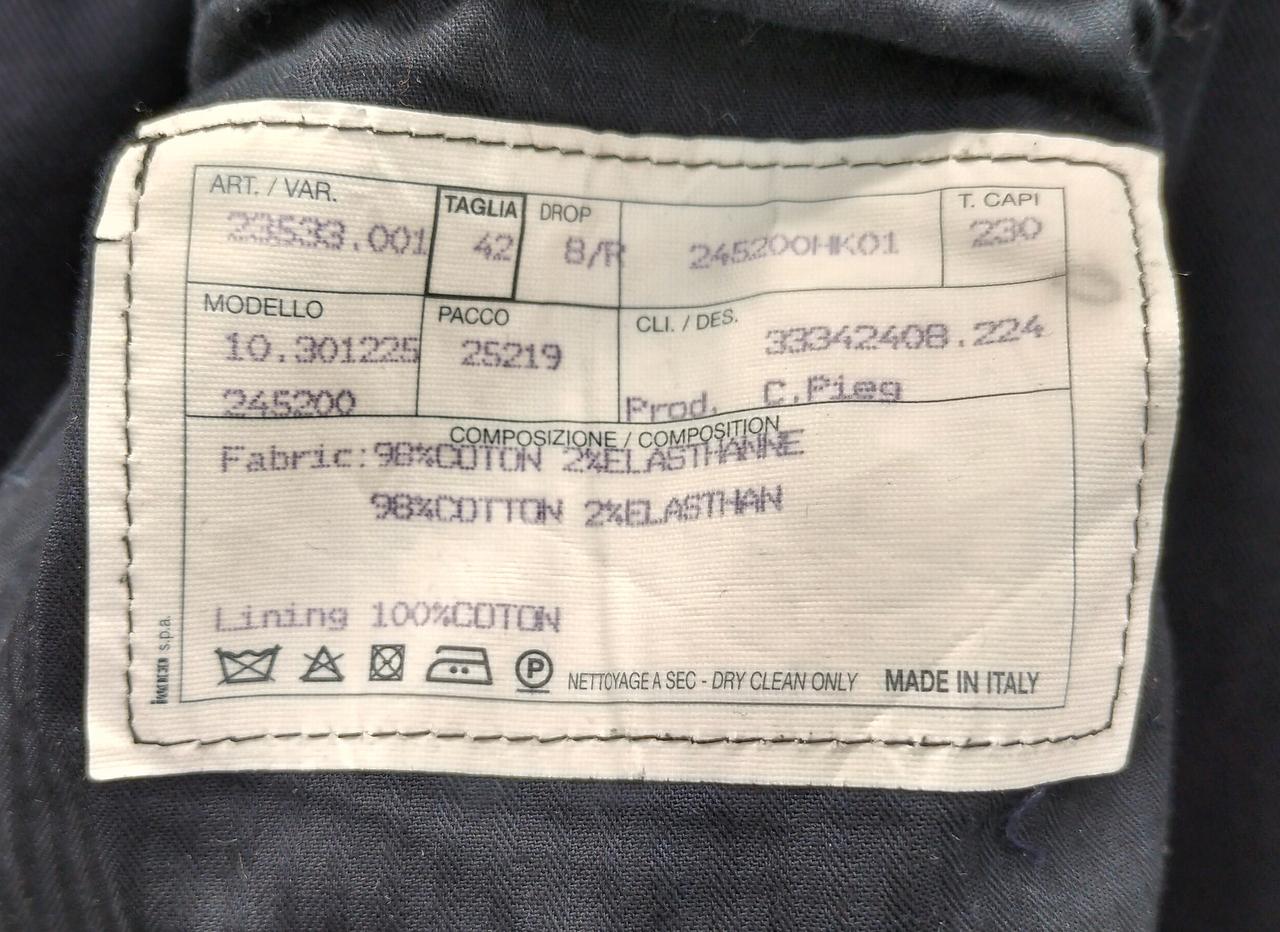 ART. / VAR.
23533.001
TAGLIA
42
DROP
8/R
245200HK01
T. CAPI
230
MODELLO
10.301225
245200
PACCO
25219
CLI. / DES.
33342408.224
Prod. C.Pieg
COMPOSIZIONE / COMPOSITION
Fabric:98%COTON 2%ELASTHANNE
98%COTTON 2%ELASTHAN
Lining 100%COTON
P
NETTOYAGE A SEC - DRY CLEAN ONLY
MADE IN ITALY
s.p.a.